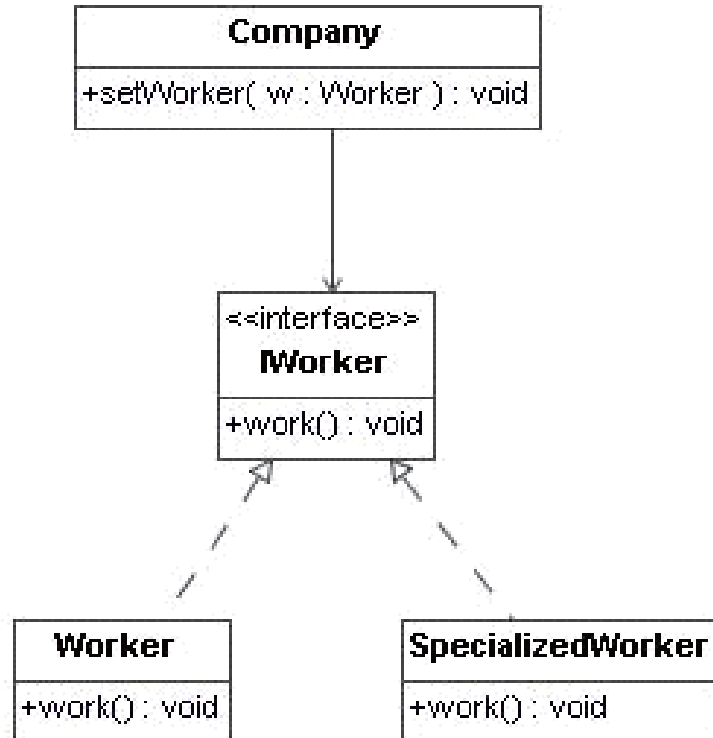 Company
+setWorker( w : Worker ) : void
<<interface>>
IWorker
+work() : void
Worker
+work() : void
SpecializedWorker
+work() : void